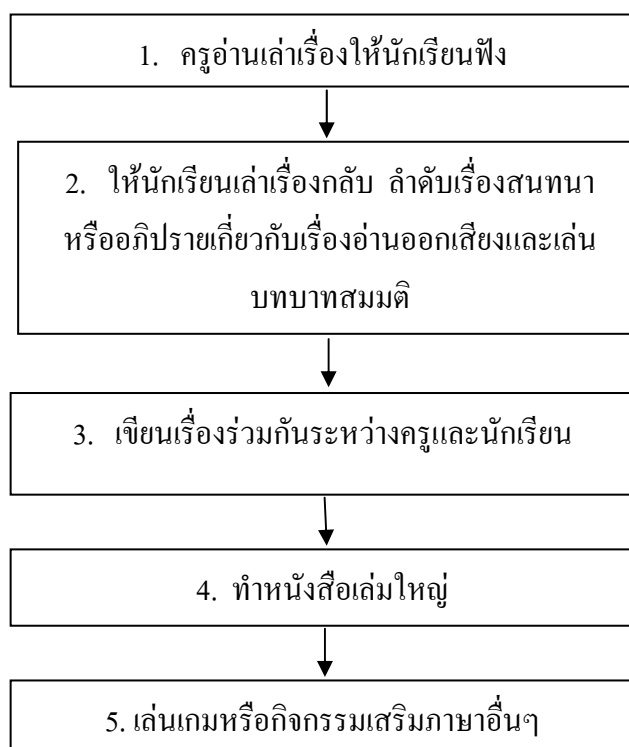 1. ครูอ่านเล่าเรื่องให้นักเรียนฟัง
2. ให้นักเรียนเล่าเรื่องกลับ ลำดับเรื่องสนทนา
หรืออภิปรายเกี่ยวกับเรื่องอ่านออกเสียงและเล่น
บทบาทสมมติ
3. เขียนเรื่องร่วมกันระหว่างครูและนักเรียน
4. ทำหนังสือเล่มใหญ่
5. เล่นเกมหรือกิจกรรมเสริมภาษาอื่นๆ